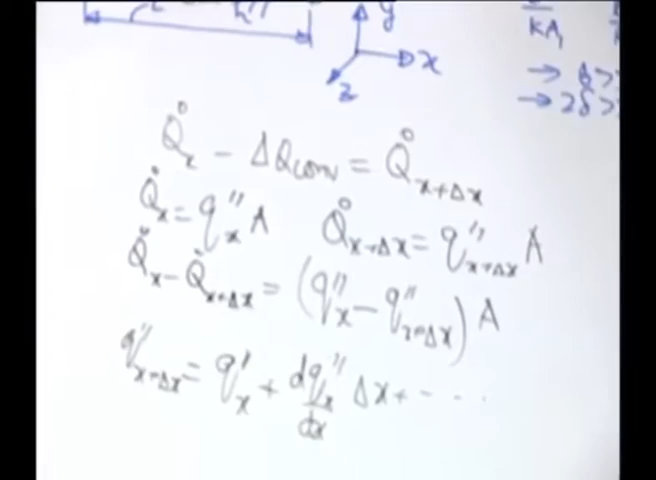 y
x
z
kA,
Q̇x - ΔQconv = Q̇x+Δx
Q̇x = q″x A   Q̇x+Δx = q″x+Δx A
Q̇x - Q̇x+Δx = (q″x - q″x+Δx) A
q″x+Δx = q″x + dq″x/dx Δx + - - -